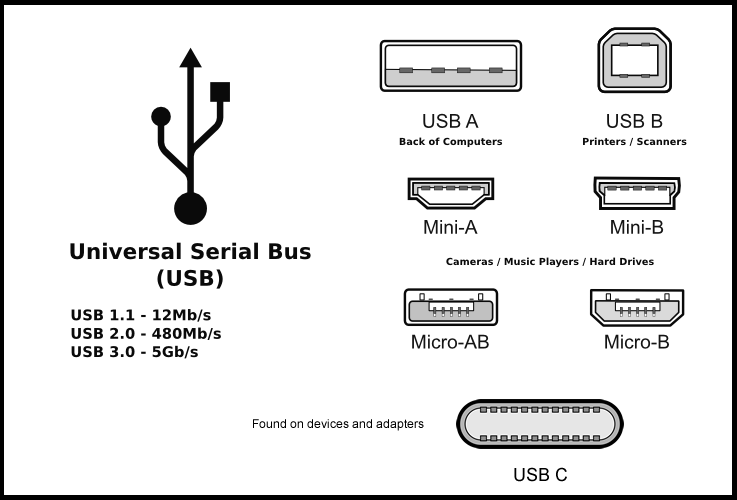 Universal Serial Bus
(USB)
USB 1.1 - 12Mb/s
USB 2.0 - 480Mb/s
USB 3.0 - 5Gb/s
USB A
Back of Computers
USB B
Printers / Scanners
Mini-A
Mini-B
Cameras / Music Players / Hard Drives
Micro-AB
Micro-B
Found on devices and adapters
USB C